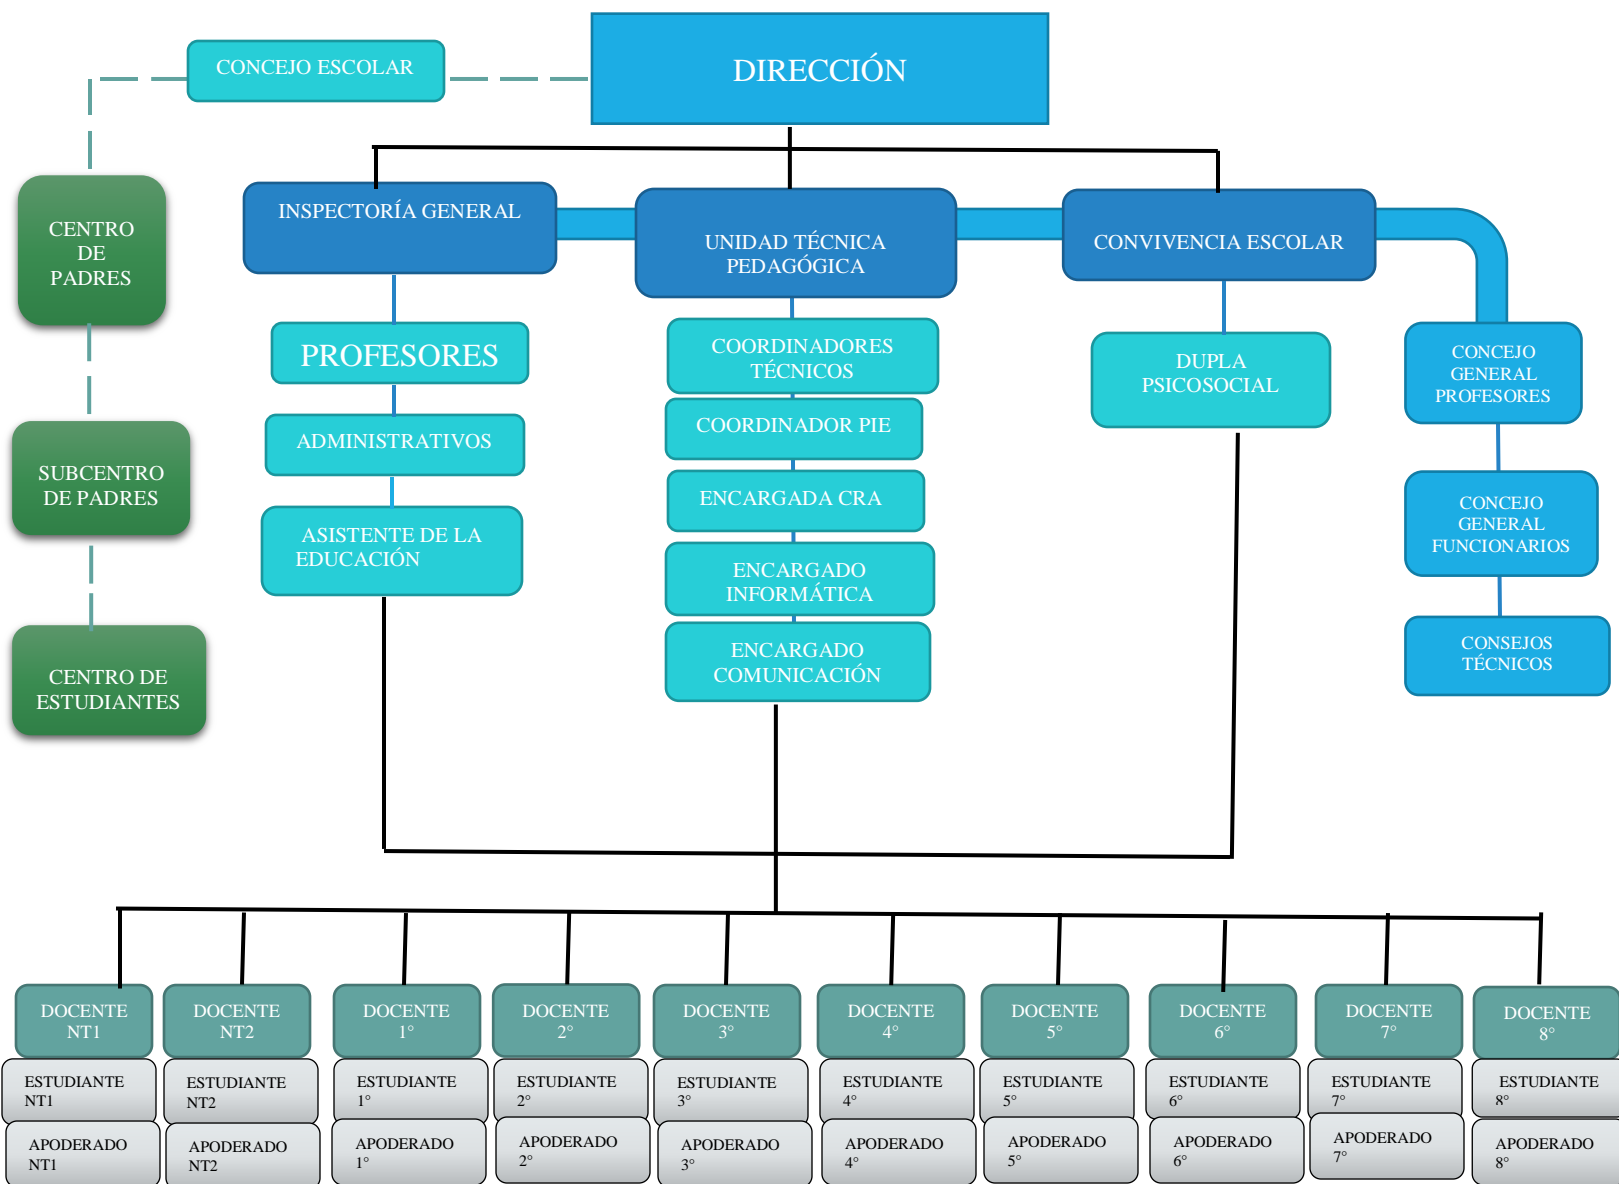 CONCEJO ESCOLAR
DIRECCIÓN
CENTRO
DE
PADRES
SUBCENTRO
DE PADRES
CENTRO DE
ESTUDIANTES
INSPECTORÍA GENERAL
PROFESORES
ADMINISTRATIVOS
ASISTENTE DE LA
EDUCACIÓN
UNIDAD TÉCNICA
PEDAGÓGICA
COORDINADORES
TÉCNICOS
COORDINADOR PIE
ENCARGADA CRA
ENCARGADO
INFORMÁTICA
ENCARGADO
COMUNICACIÓN
CONVIVENCIA ESCOLAR
DUPLA
PSICOSOCIAL
CONCEJO
GENERAL
PROFESORES
CONCEJO
GENERAL
FUNCIONARIOS
CONSEJOS
TÉCNICOS
DOCENTE
NT1
ESTUDIANTE
NT1
APODERADO
NT1
DOCENTE
NT2
ESTUDIANTE
NT2
APODERADO
NT2
DOCENTE
1°
ESTUDIANTE
1°
APODERADO
1°
DOCENTE
2°
ESTUDIANTE
2°
APODERADO
2°
DOCENTE
3°
ESTUDIANTE
3°
APODERADO
3°
DOCENTE
4°
ESTUDIANTE
4°
APODERADO
4°
DOCENTE
5°
ESTUDIANTE
5°
APODERADO
5°
DOCENTE
6°
ESTUDIANTE
6°
APODERADO
6°
DOCENTE
7°
ESTUDIANTE
7°
APODERADO
7°
DOCENTE
8°
ESTUDIANTE
8°
APODERADO
8°